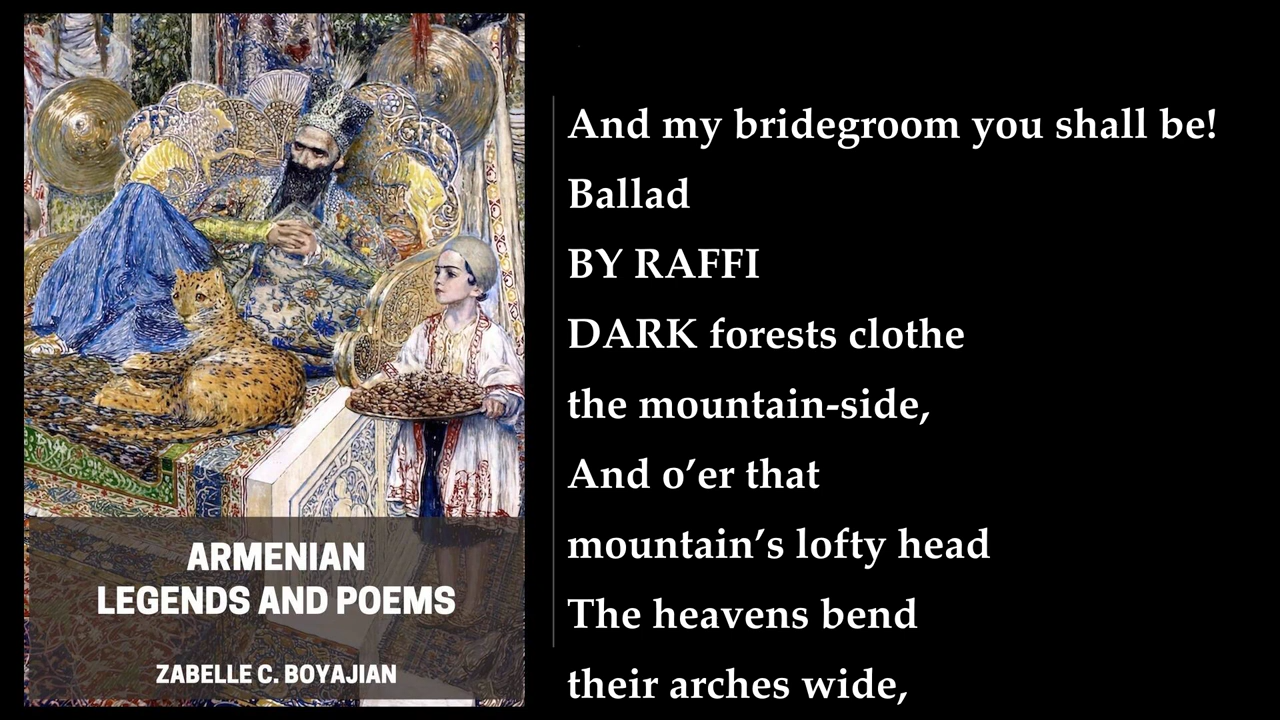 ARMENIAN
LEGENDS AND POEMS
ZABELLE C. BOYAJIAN
And my bridegroom you shall be!
Ballad
BY RAFFI
DARK forests clothe
the mountain-side,
And o’er that
mountain’s lofty head
The heavens bend
their arches wide,